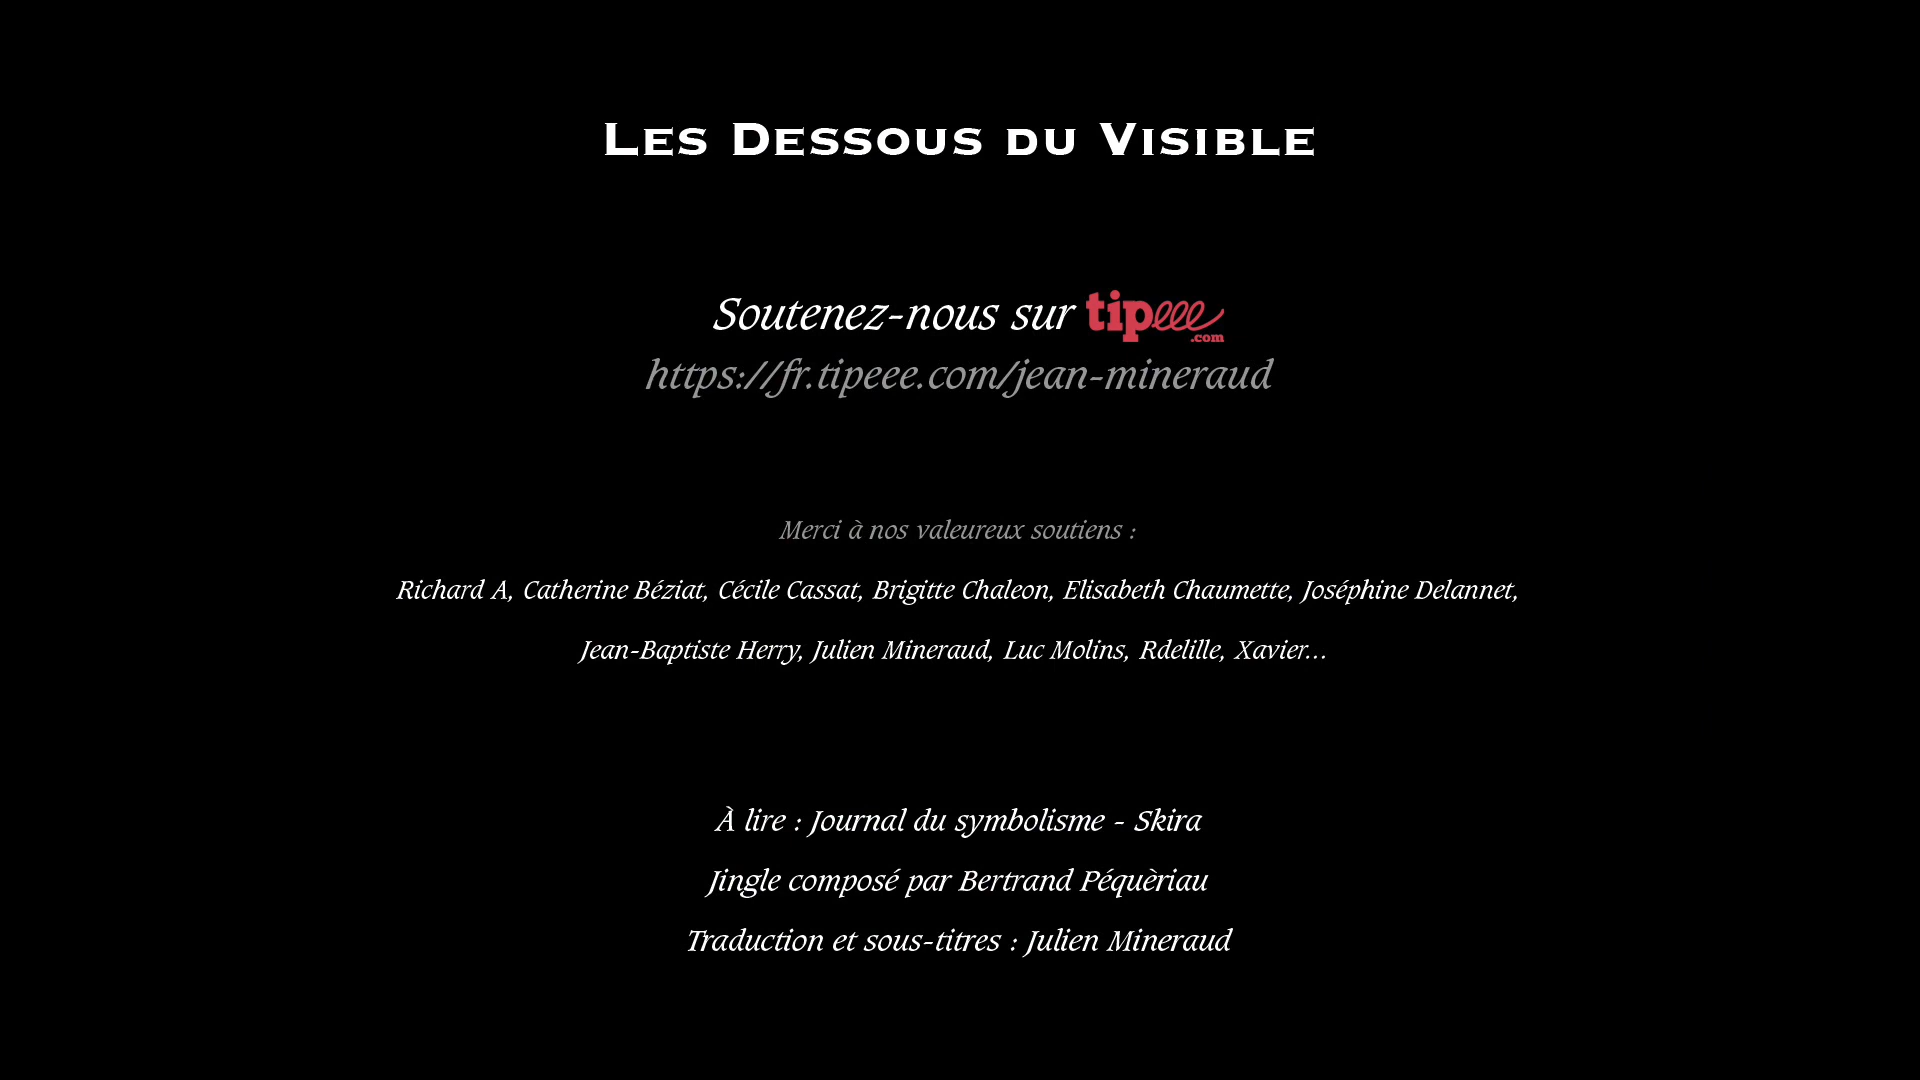 Les Dessous du Visible
Soutenez-nous sur tipeee.com
https://fr.tipeee.com/jean-mineraud
Merci à nos valeureux soutiens :
Richard A, Catherine Béziat, Cécile Cassat, Brigitte Chaleon, Elisabeth Chaumette, Joséphine Delannet,
Jean-Baptiste Herry, Julien Mineraud, Luc Molins, Rdelille, Xavier...
À lire : Journal du symbolisme - Skira
Jingle composé par Bertrand Péquèriau
Traduction et sous-titres : Julien Mineraud